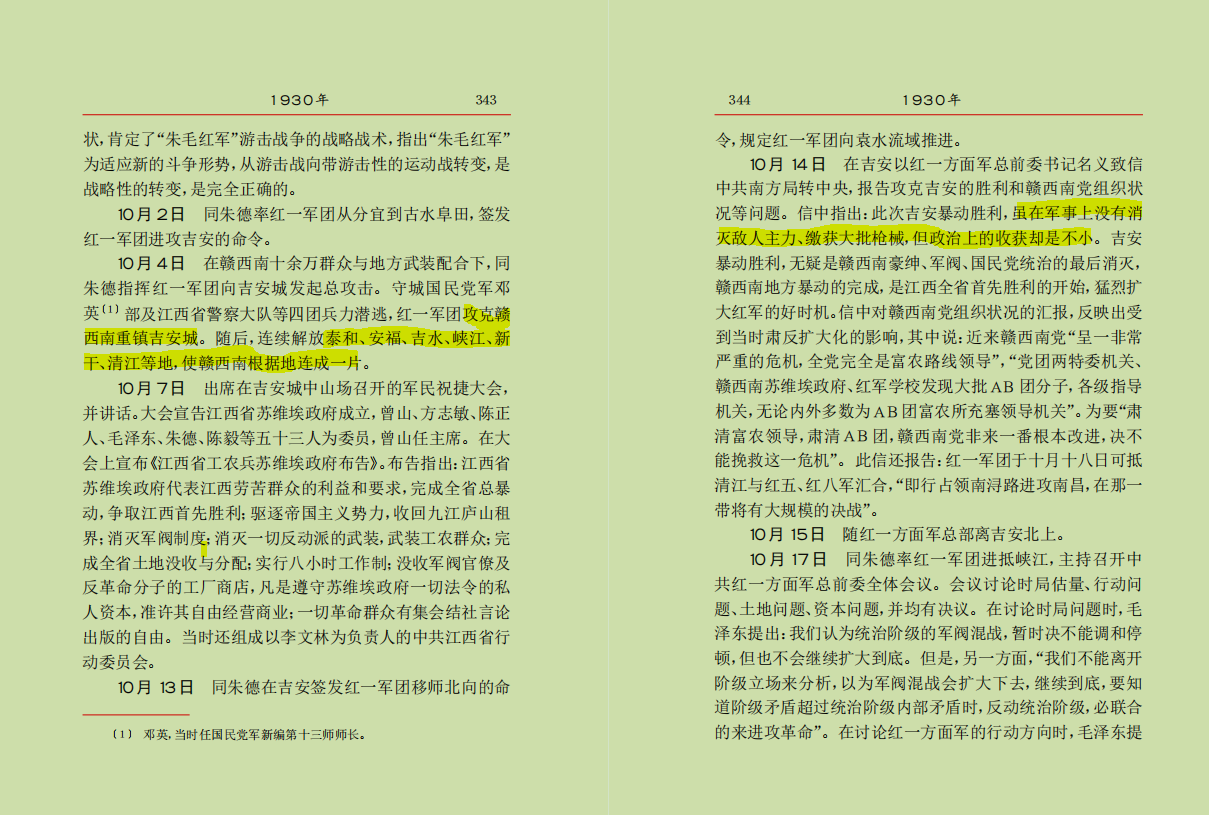 1930年 343
状,肯定了“朱毛红军”游击战争的战略战术,指出“朱毛红军”
为适应新的斗争形势,从游击战向带游击性的运动战转变,是
战略性的转变,是完全正确的。
10月2日 同朱德率红一军团从分宜到古水阜田,签发
红一军团进攻吉安的命令。
10月4日 在赣西南十余万群众与地方武装配合下,同
朱德指挥红一军团向吉安城发起总攻击。守城国民党军邓
英〔1〕部及江西省警察大队等四团兵力潜逃,红一军团攻克赣
西南重镇吉安城。随后,连续解放泰和、安福、吉水、峡江、新
干、清江等地,使赣西南根据地连成一片。
10月7日 出席在吉安城中山场召开的军民祝捷大会,
并讲话。大会宣告江西省苏维埃政府成立,曾山、方志敏、陈正
人、毛泽东、朱德、陈毅等五十三人为委员,曾山任主席。在大
会上宣布《江西省工农兵苏维埃政府布告》。布告指出:江西省
苏维埃政府代表江西劳苦群众的利益和要求,完成全省总暴
动,争取江西首先胜利;驱逐帝国主义势力,收回九江庐山租
界;消灭军阀制度;消灭一切反动派的武装,武装工农群众;完
成全省土地没收与分配;实行八小时工作制;没收军阀官僚及
反革命分子的工厂商店,凡是遵守苏维埃政府一切法令的私
人资本,准许其自由经营商业;一切革命群众有集会结社言论
出版的自由。当时还组成以李文林为负责人的中共江西省行
动委员会。
10月13日 同朱德在吉安签发红一军团移师北向的命
〔1〕 邓英,当时任国民党军新编第十三师师长。
344 1930年
令,规定红一军团向袁水流域推进。
10月14日 在吉安以红一方面军总前委书记名义致信
中共南方局转中央,报告攻克吉安的胜利和赣西南党组织状
况等问题。信中指出:此次吉安暴动胜利,虽在军事上没有消
灭敌人主力、缴获大批枪械,但政治上的收获却是不小。吉安
暴动胜利,无疑是赣西南豪绅、军阀、国民党统治的最后消灭,
赣西南地方暴动的完成,是江西全省首先胜利的开始,猛烈扩
大红军的好时机。信中对赣西南党组织状况的汇报,反映出受
到当时肃反扩大化的影响,其中说:近来赣西南党“呈一非常
严重的危机,全党完全是富农路线领导”,“党团两特委机关、
赣西南苏维埃政府、红军学校发现大批AB团分子,各级指导
机关,无论内外多数为AB团富农所充塞领导机关”。为要“肃
清富农领导,肃清AB团,赣西南党非来一番根本改进,决不
能挽救这一危机”。此信还报告:红一军团于十月十八日可抵
清江与红五、红八军汇合,“即行占领南浔路进攻南昌,在那一
带将有大规模的决战”。
10月15日 随红一方面军总部离吉安北上。
10月17日 同朱德率红一军团进抵峡江,主持召开中
共红一方面军总前委全体会议。会议讨论时局估量、行动问
题、土地问题、资本问题,并均有决议。在讨论时局问题时,毛
泽东提出:我们认为统治阶级的军阀混战,暂时决不能调和停
顿,但也不会继续扩大到底。但是,另一方面,“我们不能离开
阶级立场来分析,以为军阀混战会扩大下去,继续到底,要知
道阶级矛盾超过统治阶级内部矛盾时,反动统治阶级,必联合
的来进攻革命”。在讨论红一方面军的行动方向时,毛泽东提